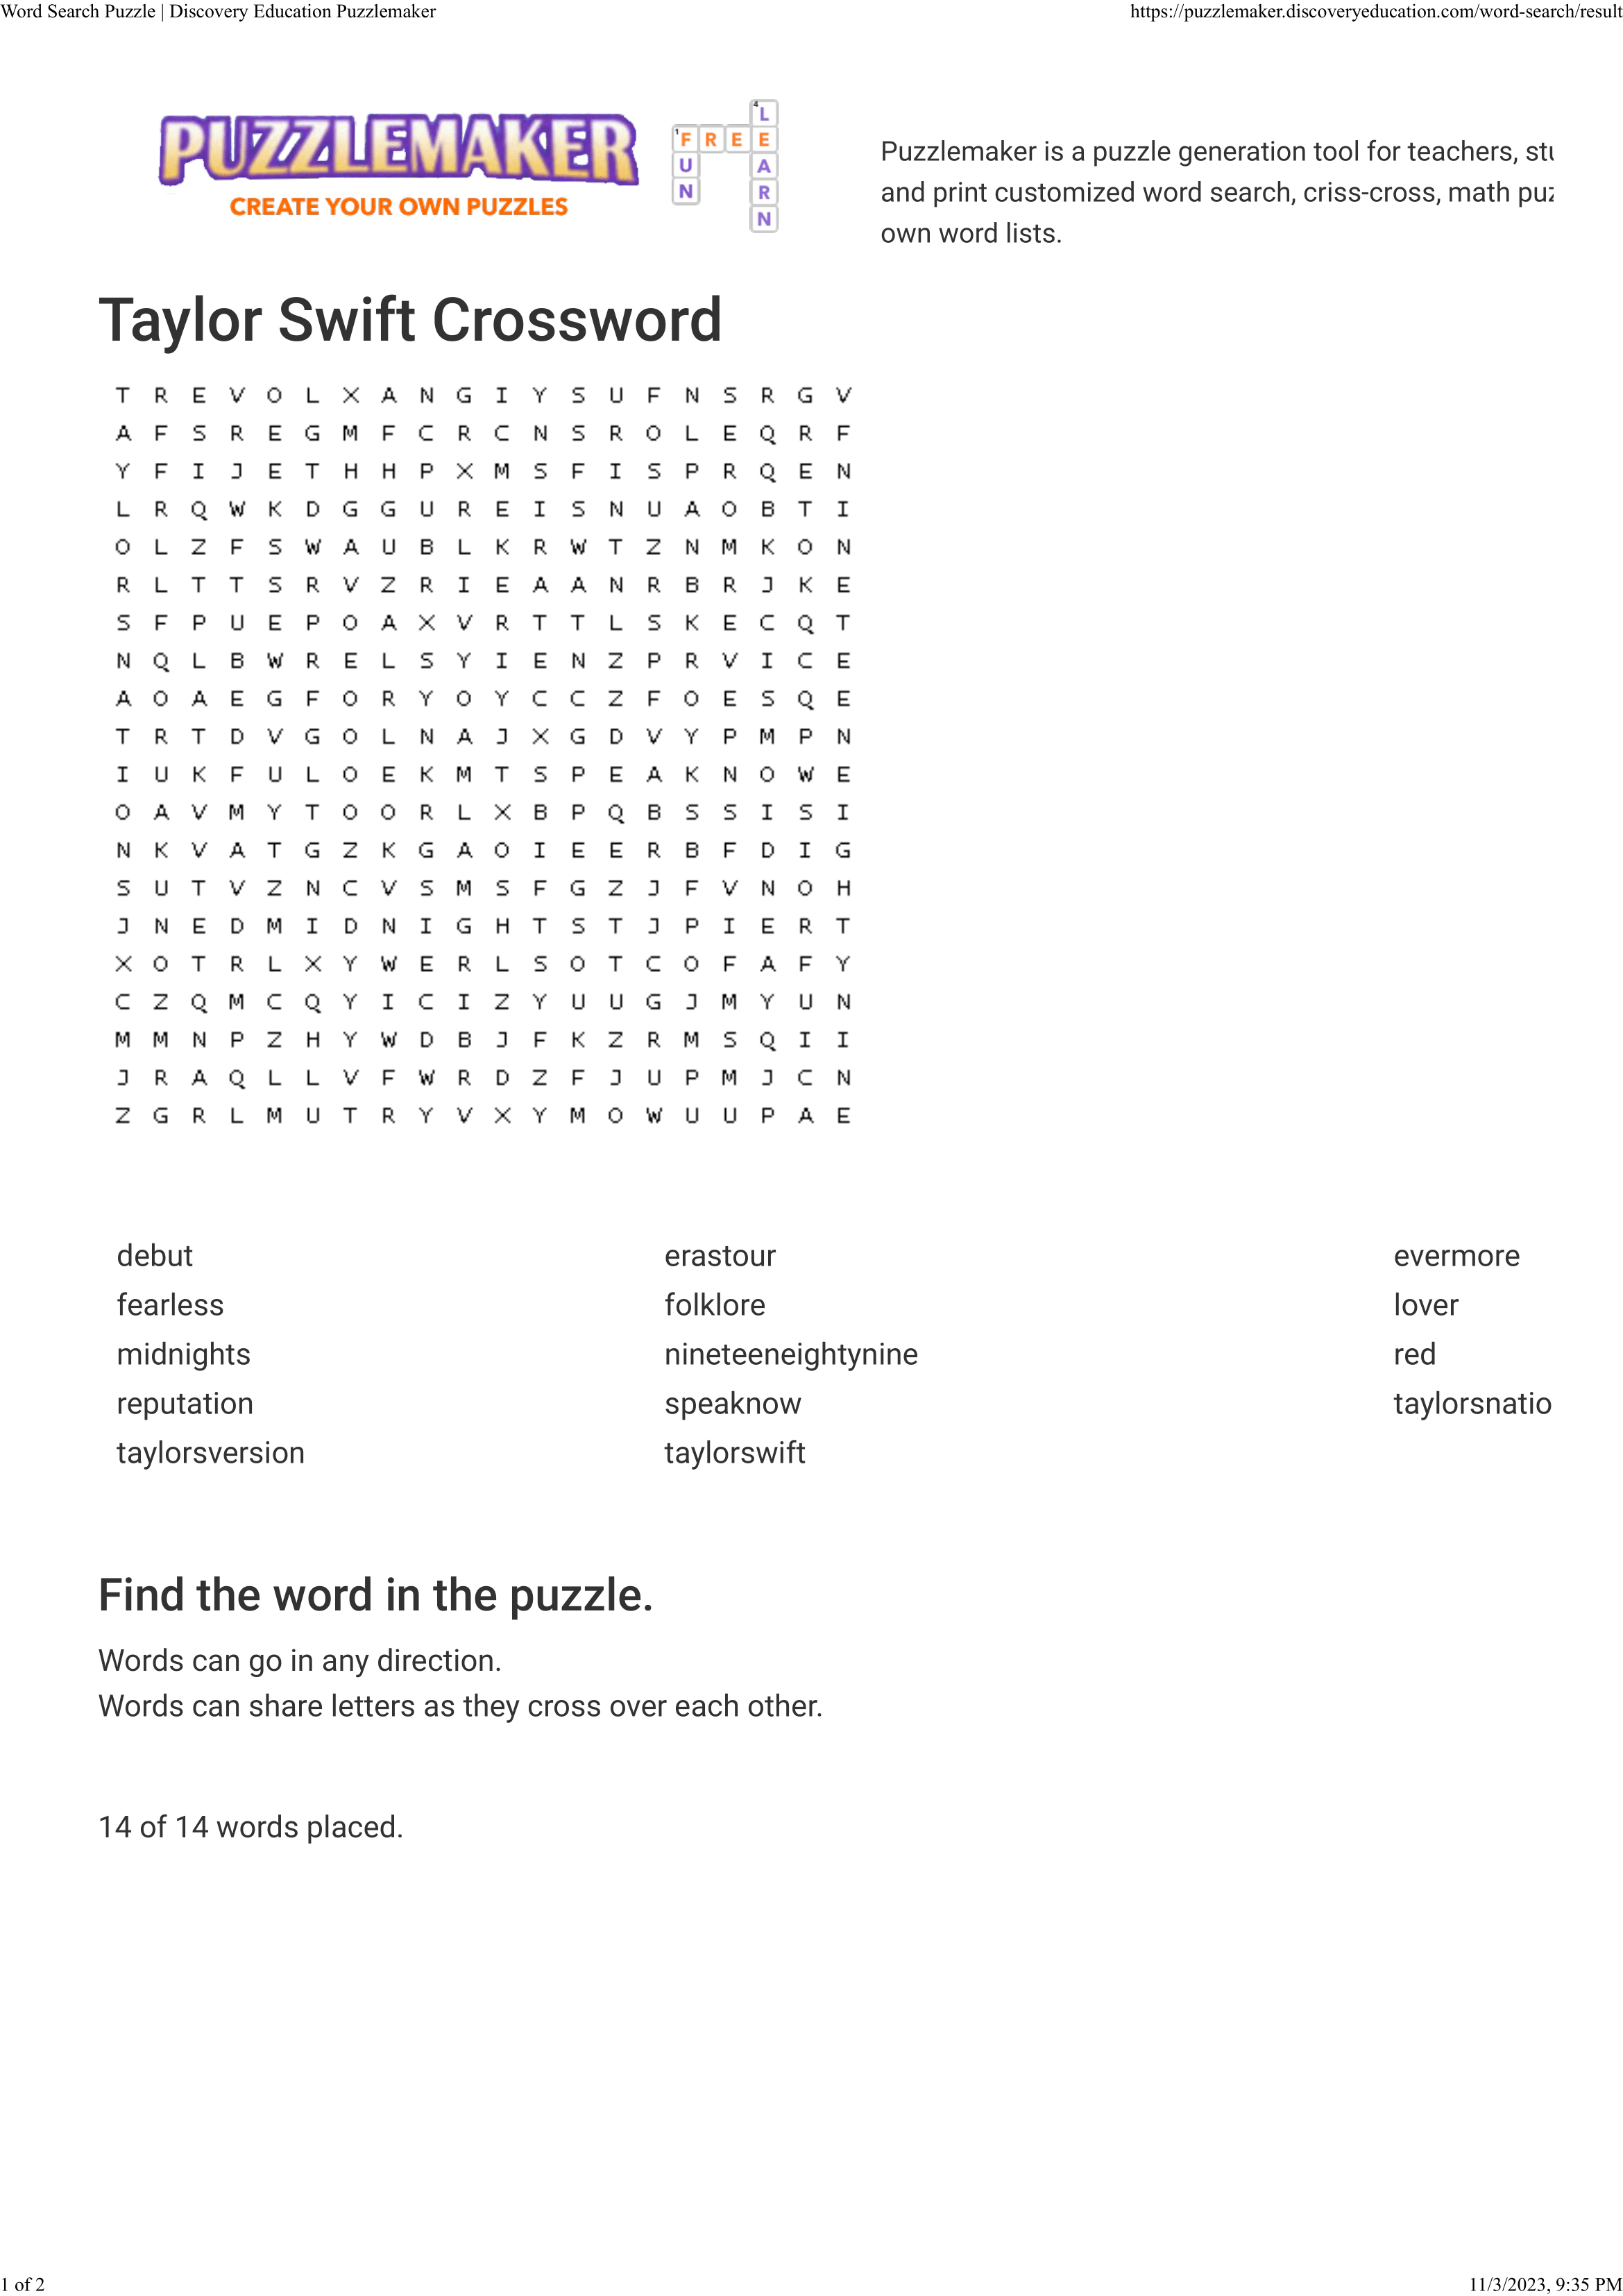 Word Search Puzzle | Discovery Education Puzzlemaker
https://puzzlemaker.discoveryeducation.com/word-search/result
PUZZLEMAKER
CREATE YOUR OWN PUZZLES
4 L
1 F R E E
U A
N R
N
Puzzlemaker is a puzzle generation tool for teachers, stu
and print customized word search, criss-cross, math puz
own word lists.
Taylor Swift Crossword
T R E V O L X A N G I Y S U F N S R G V
A F S R E G M F C R C N S R O L E Q R F
Y F I J E T H H P X M S F I S P R Q E N
L R Q W K D G G U R E I S N U A O B T I
O L Z F S W A U B L K R W T Z N M K O N
R L T T S R V Z R I E A A N R B R J K E
S F P U E P O A X V R T T L S K E C Q T
N Q L B W R E L S Y I E N Z P R V I C E
A O A E G F O R Y O Y C C Z F O E S Q E
T R T D V G O L N A J X G D V Y P M P N
I U K F U L O E K M T S P E A K N O W E
O A V M Y T O O R L X B P Q B S S I S I
N K V A T G Z K G A O I E E R B F D I G
S U T V Z N C V S M S F G Z J F V N O H
J N E D M I D N I G H T S T J P I E R T
X O T R L X Y W E R L S O T C O F A F Y
C Z Q M C Q Y I C I Z Y U U G J M Y U N
M M N P Z H Y W D B J F K Z R M S Q I I
J R A Q L L V F W R D Z F J U P M J C N
Z G R L M U T R Y V X Y M O W U U P A E
debut erastour evermore
fearless folklore lover
midnights nineteeneightynine red
reputation speaknow taylorsnatio
taylorsversion taylorswift
Find the word in the puzzle.
Words can go in any direction.
Words can share letters as they cross over each other.
14 of 14 words placed.
1 of 2
11/3/2023, 9:35 PM